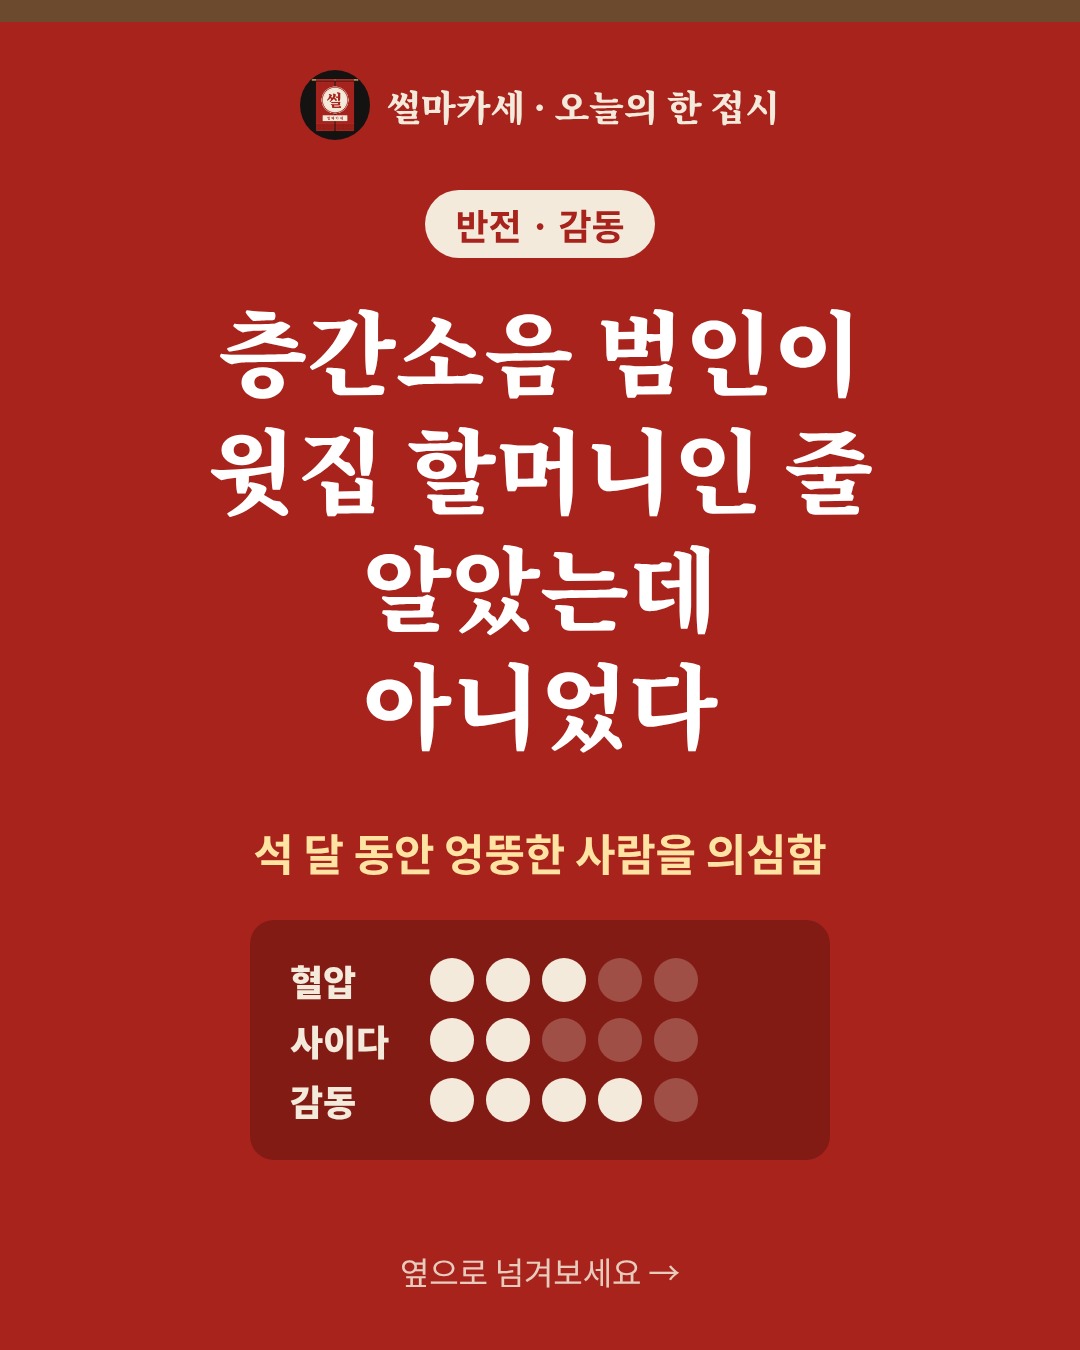 썰
썰마카세 · 오늘의 한 접시
반전 · 감동
층간소음 범인이
윗집 할머니인 줄
알았는데
아니었다
석 달 동안 엉뚱한 사람을 의심함
혈압
사이다
감동
옆으로 넘겨보세요 →